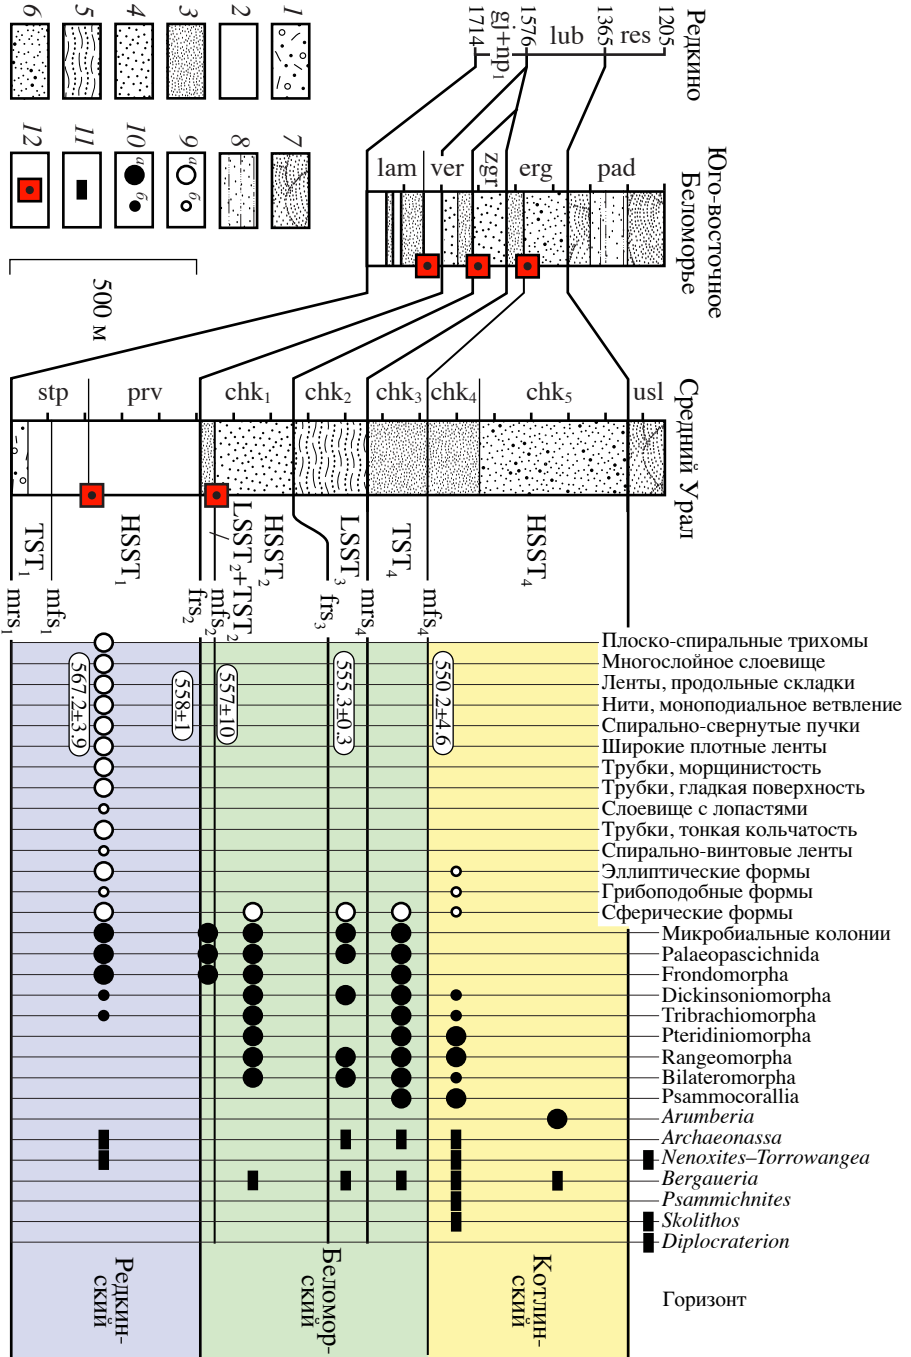 Редкино
1714
1576
1365
1205
gj+np₁
lub
res
Юго-восточное
Беломорье
lam
ver
zgr
erg
pad
Средний Урал
stp
prv
chk₁
chk₂
chk₃
chk₄
chk₅
usl
1
2
3
4
5
6
7
8
9
а
б
10
а
б
11
12
500 м
TST₁
HSST₁
LSST₂+TST₂
HSST₂
LSST₃
TST₄
HSST₄
mrs₁
mfs₁
frs₂
mfs₂
frs₃
mrs₄
mfs₄
567.2±3.9
558±1
557±10
555.3±0.3
550.2±4.6
Плоско-спиральные трихомы
Многослойное слоевище
Ленты, продольные складки
Нити, моноподиальное ветвление
Спирально-свернутые пучки
Широкие плотные ленты
Трубки, морщинистость
Трубки, гладкая поверхность
Слоевище с лопастями
Трубки, тонкая кольчатость
Спирально-винтовые ленты
Эллиптические формы
Грибоподобные формы
Сферические формы
Микробиальные колонии
Palaeopascichnida
Frondomorpha
Dickinsoniomorpha
Tribrachiomorpha
Pteridiniomorpha
Rangeomorpha
Bilateromorpha
Psammocorallia
Arumberia
Archaeonassa
Nenoxites–Torrowangea
Bergaueria
Psammichnites
Skolithos
Diplocraterion
Редкин-
ский
Беломор-
ский
Котлин-
ский
Горизонт